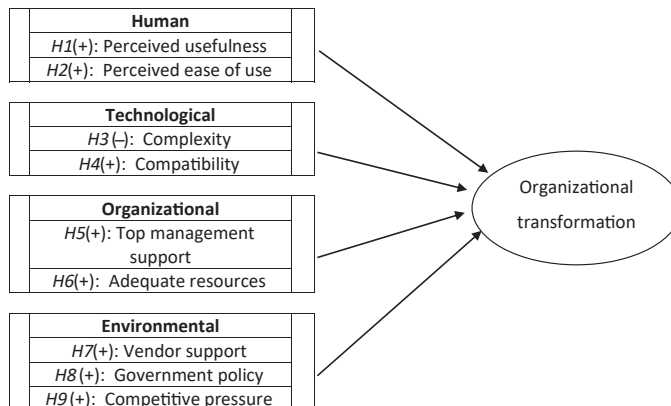 Human
H1(+): Perceived usefulness
H2(+): Perceived ease of use
Technological
H3(–): Complexity
H4(+): Compatibility
Organizational
H5(+): Top management
support
H6(+): Adequate resources
Environmental
H7(+): Vendor support
H8(+): Government policy
H9(+): Competitive pressure
Organizational
transformation